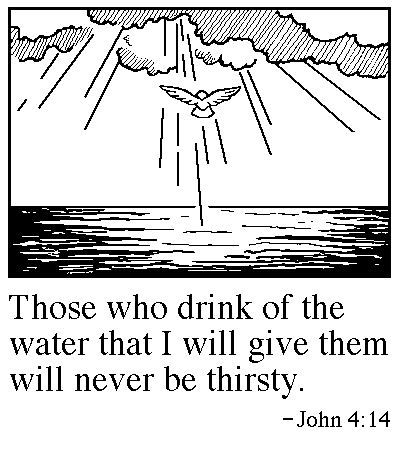 Those who drink of the
water that I will give them
will never be thirsty.
–John 4:14